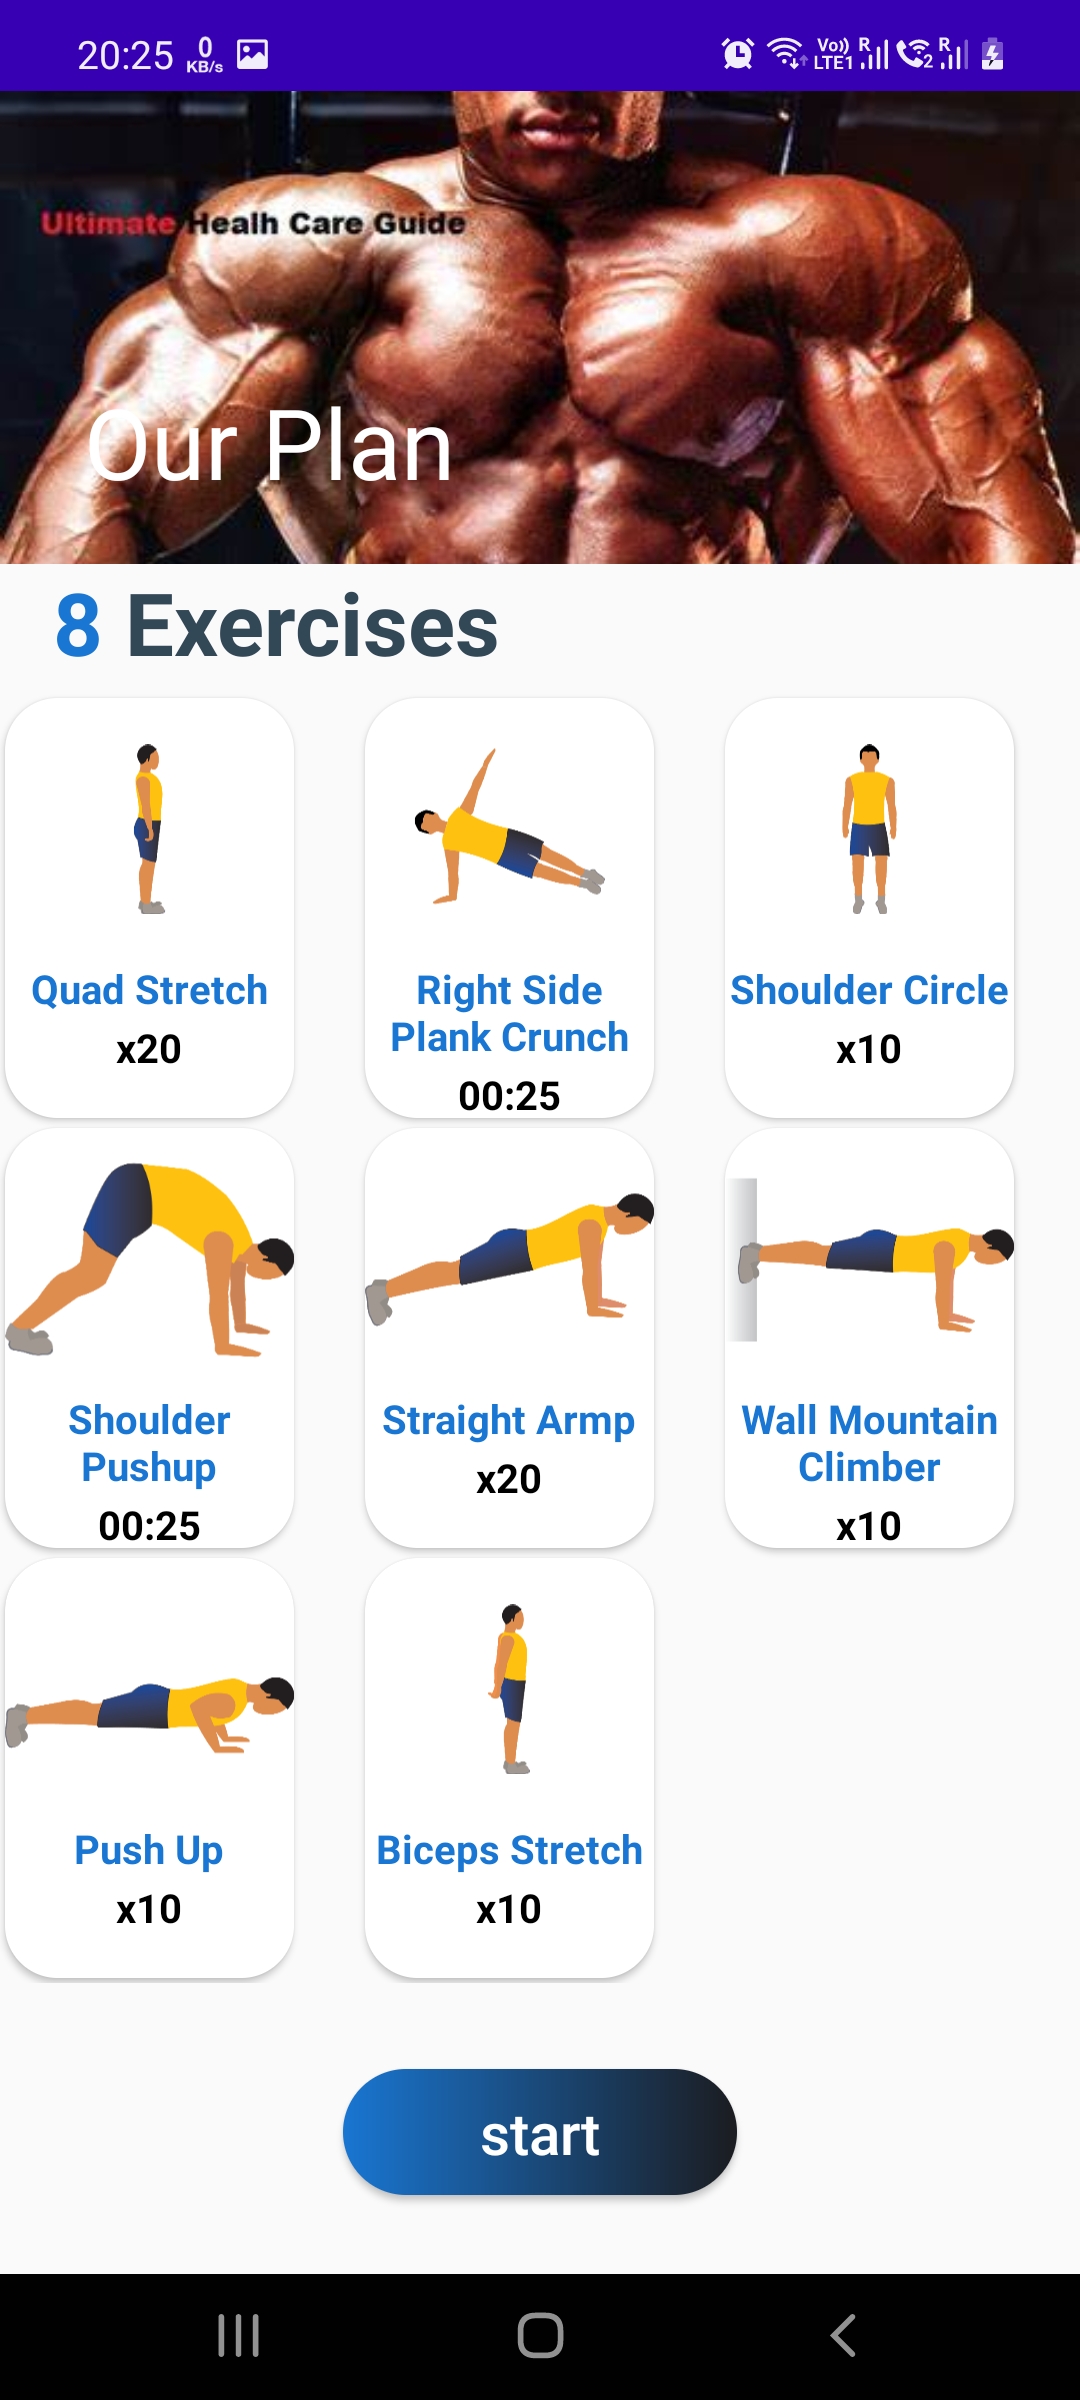 20:25 0 KB/s Vo)) LTE1 R 2 R
Ultimate Healh Care Guide
Our Plan
8 Exercises
Quad Stretch
x20
Right Side
Plank Crunch
00:25
Shoulder Circle
x10
Shoulder
Pushup
00:25
Straight Armp
x20
Wall Mountain
Climber
x10
Push Up
x10
Biceps Stretch
x10
start